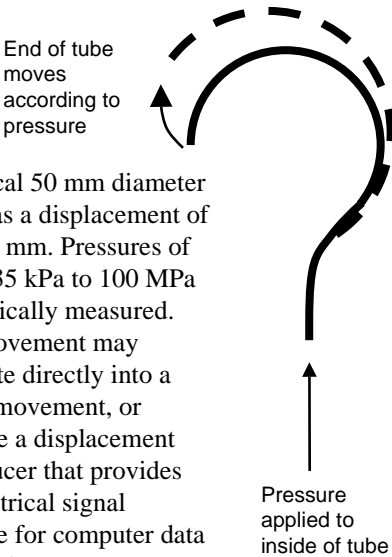 End of tube
moves
according to
pressure
cal 50 mm diameter
as a displacement of
mm. Pressures of
35 kPa to 100 MPa
ically measured.
ovement may
te directly into a
movement, or
e a displacement
ucer that provides
trical signal
e for computer data
Pressure
applied to
inside of tube